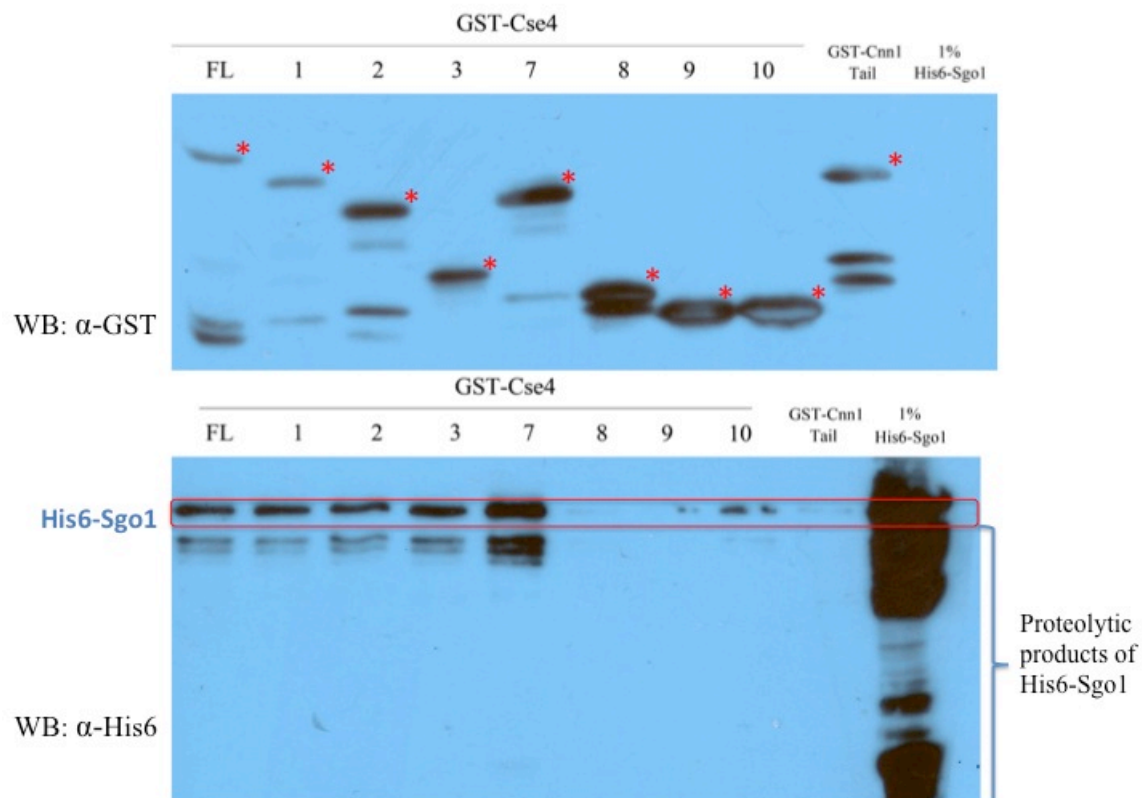 GST-Cse4
FL 1 2 3 7 8 9 10 GST-Cnn1 Tail 1% His6-Sgo1
* * * * * * * * *
WB: α-GST
GST-Cse4
FL 1 2 3 7 8 9 10 GST-Cnn1 Tail 1% His6-Sgo1
His6-Sgo1
Proteolytic
products of
His6-Sgo1
WB: α-His6